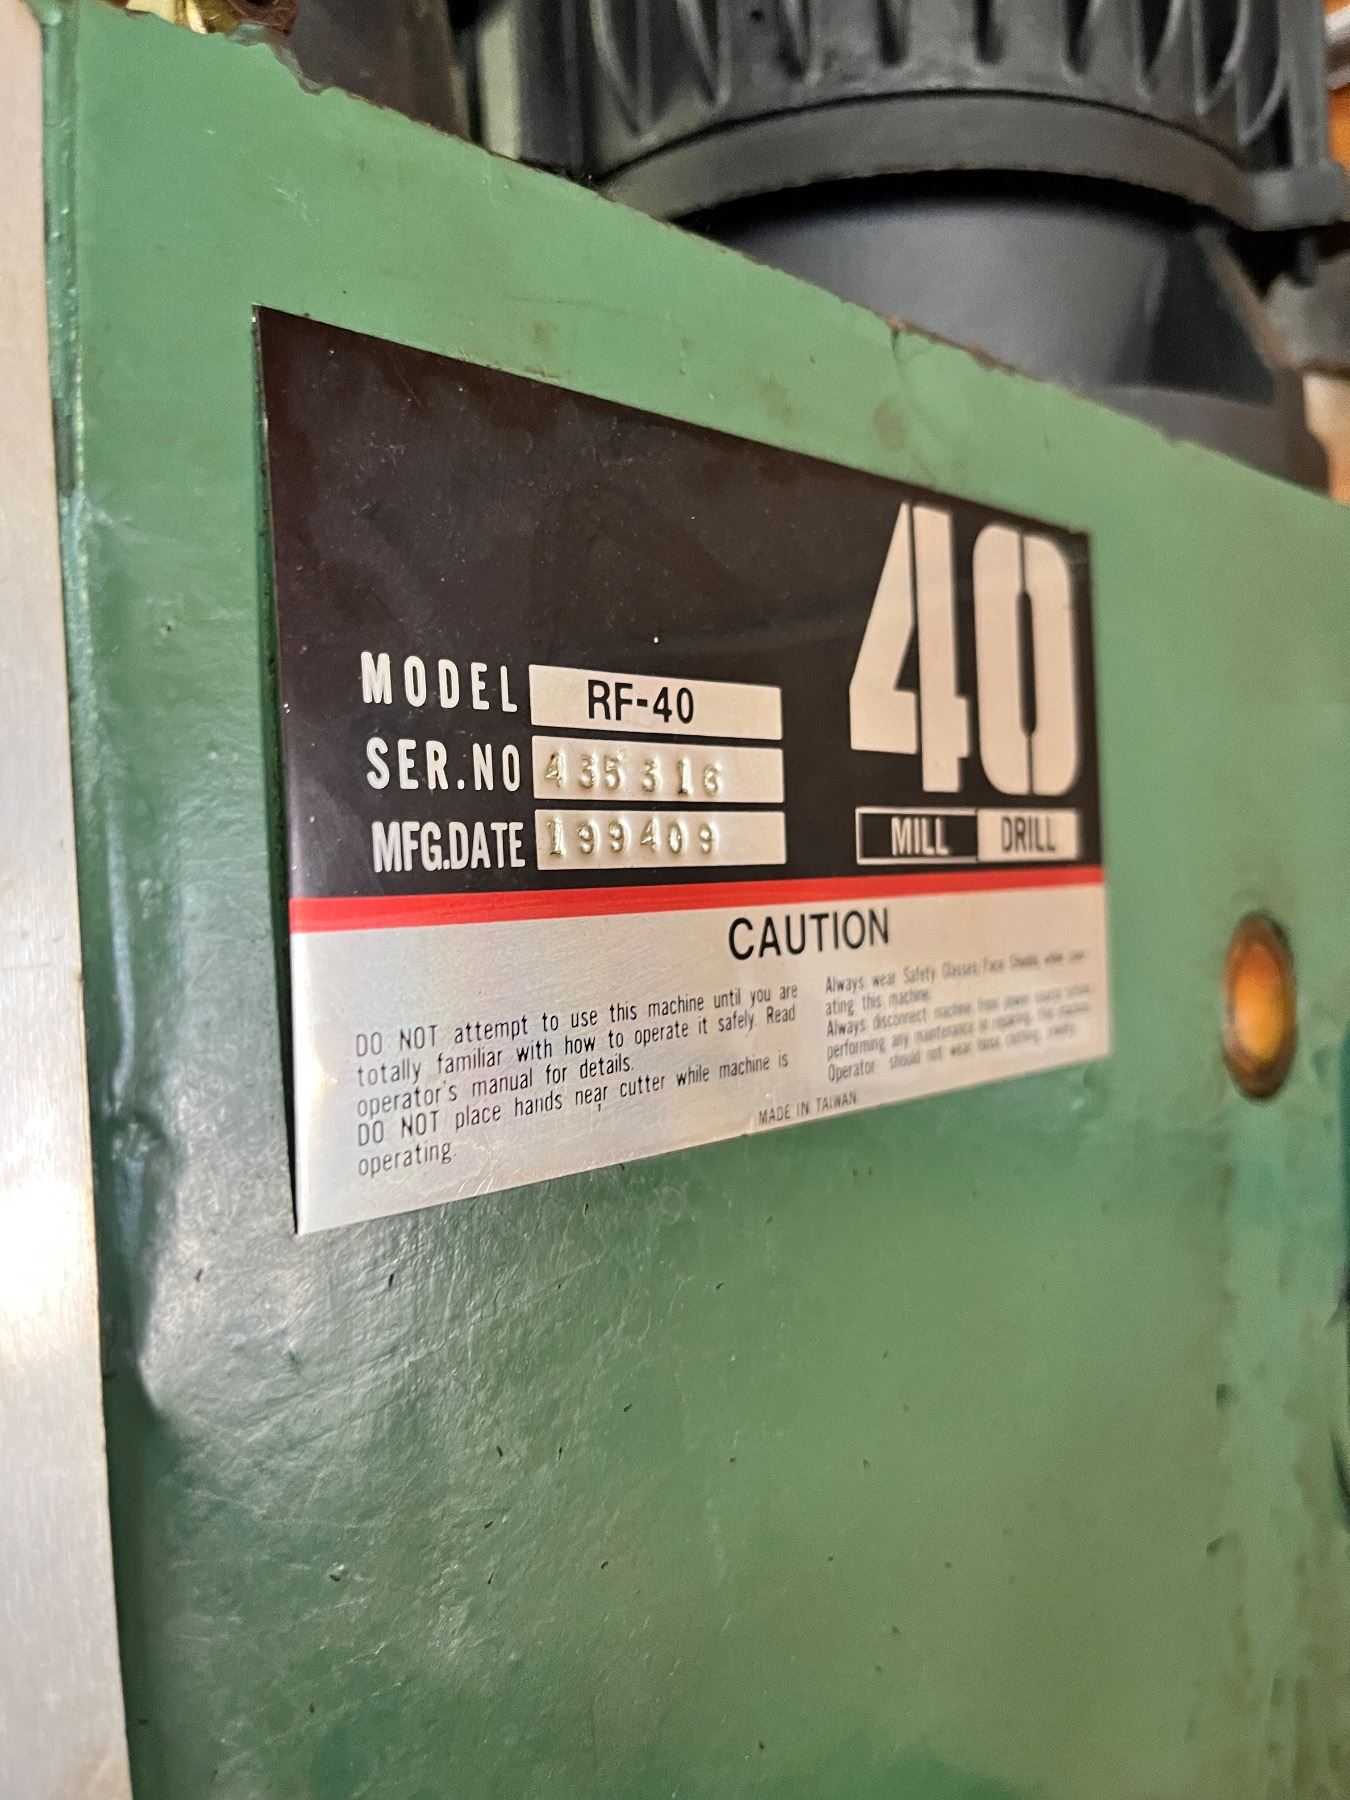 40
MODEL RF-40
SER.NO 435316
MFG.DATE 199409
MILL DRILL
CAUTION
DO NOT attempt to use this machine until you are
totally familiar with how to operate it safely. Read
operator's manual for details.
DO NOT place hands near cutter while machine is
operating.
Always wear Safety Glasses/Face Shields while oper-
ating this machine.
Always disconnect machine from power source before
performing any maintenance or repairing this machine.
Operator should not wear loose clothing,
MADE IN TAIWAN